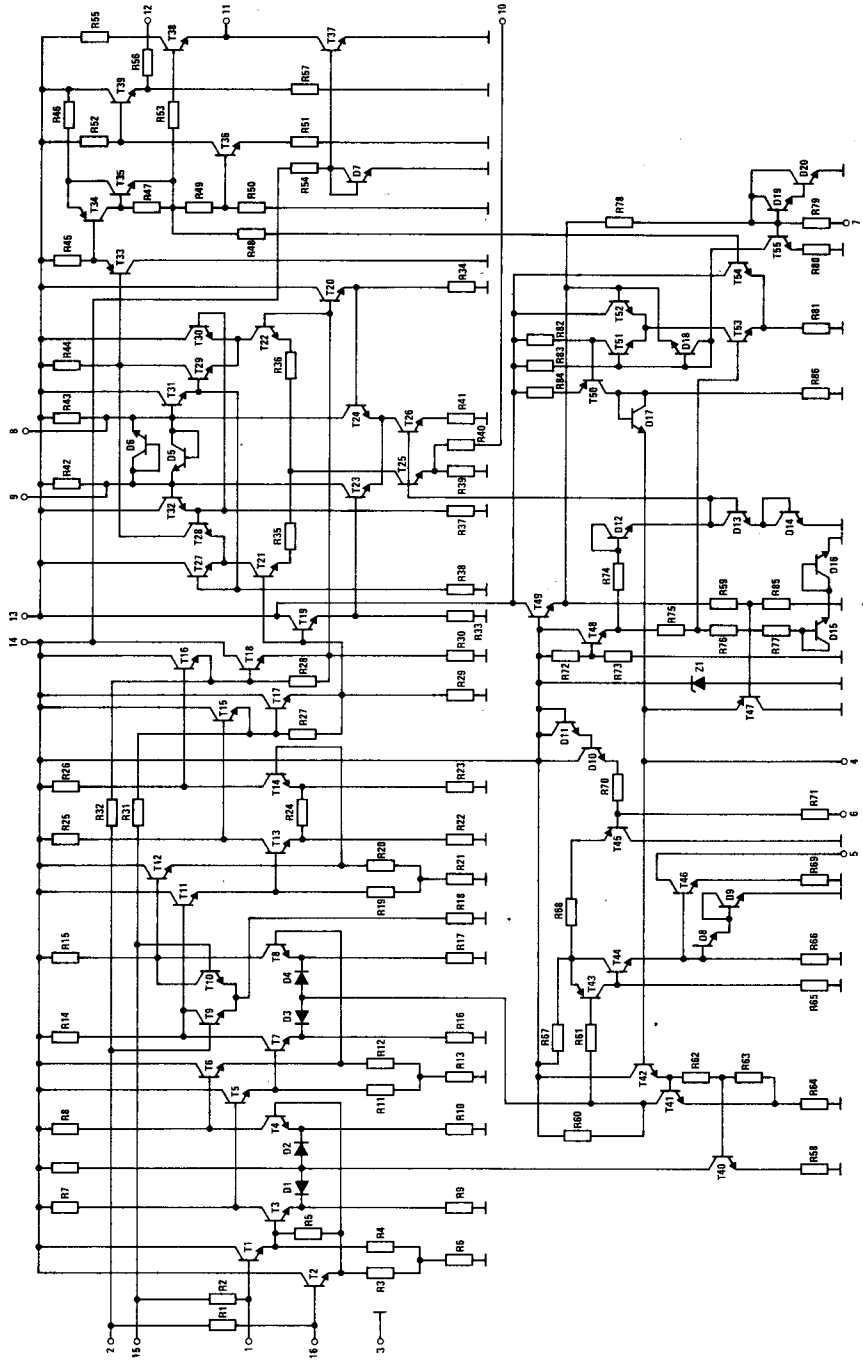 2
15
1
16
3
R1
R2
T1
T2
R3
R4
R5
R6
R7
T3
D1
R9
D2
R8
T4
R10
T5
T6
R11
R12
R13
R14
T7
D3
R16
T9
T10
D4
R15
T8
R17
R18
T11
T12
R19
R20
R21
R25
T13
R22
R24
R26
T14
R23
R32
R31
T15
T16
T17
T18
R27
R28
R29
R30
14
13
T19
R33
R38
R37
T27
T28
T32
T21
R35
9
8
R42
R43
D6
D5
T31
T23
T24
T25
T26
R39
R40
R41
R44
T29
T30
T22
R36
T20
R34
R45
T33
T34
T35
R46
R47
R48
R49
R50
R52
T36
R51
R54
D7
R53
T39
R57
R56
12
R55
T38
11
T37
10
R58
T40
R60
T41
T42
R62
R63
R64
R61
R67
T43
T44
R65
R66
R68
D8
D9
T46
R69
5
T45
6
R71
R70
4
D10
D11
T47
Z1
R72
R73
T48
T49
R74
R75
R76
R77
D15
D16
R59
R85
D12
D13
D14
D17
T50
R84
R83
R82
R86
T51
T52
D18
T53
T54
R81
R78
T55
R80
D19
D20
R79
7